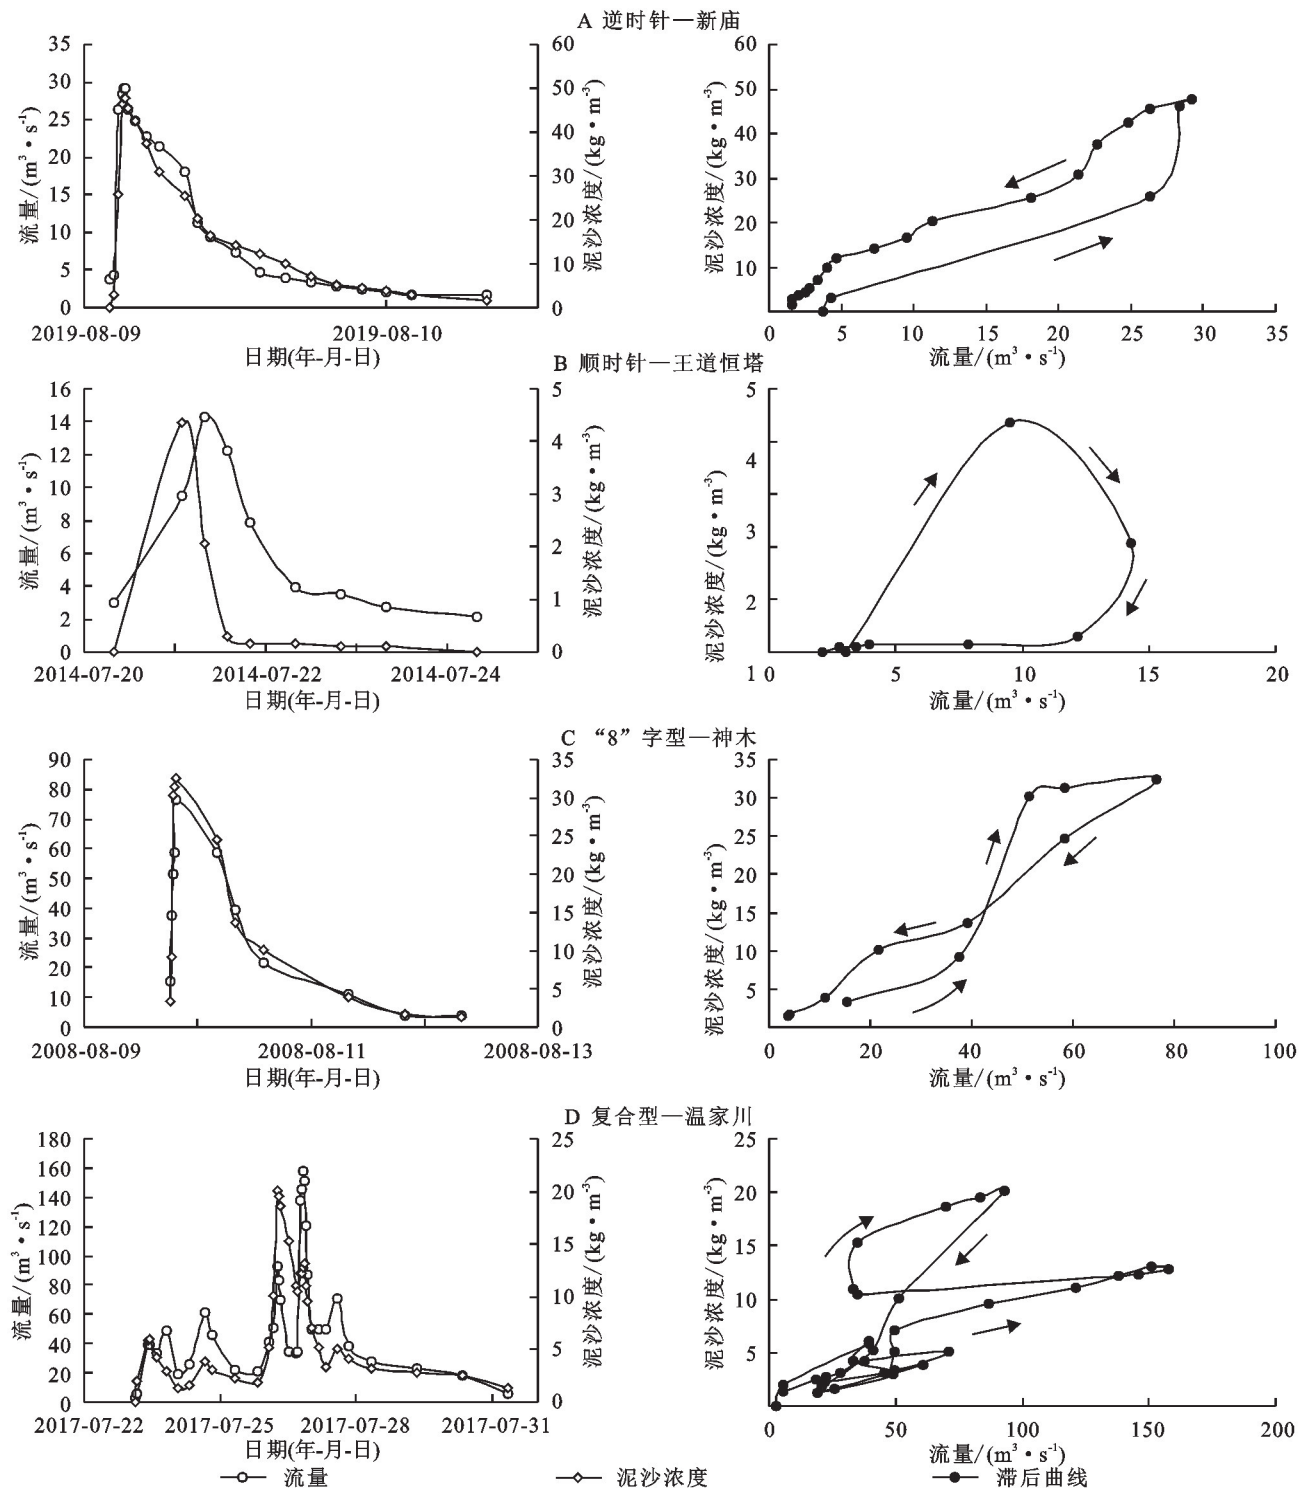 A 逆时针—新庙
35
30
25
20
15
10
5
0
流量/(m³·s⁻¹)
60
50
40
30
20
10
0
泥沙浓度/(kg·m⁻³)
2019-08-09 2019-08-10
日期(年-月-日)
60
50
40
30
20
10
泥沙浓度/(kg·m⁻³)
0 5 10 15 20 25 30 35
流量/(m³·s⁻¹)
B 顺时针—王道恒塔
16
14
12
10
8
6
4
2
0
流量/(m³·s⁻¹)
5
4
3
2
1
0
泥沙浓度/(kg·m⁻³)
2014-07-20 2014-07-22 2014-07-24
日期(年-月-日)
5
4
3
2
1
泥沙浓度/(kg·m⁻³)
0 5 10 15 20
流量/(m³·s⁻¹)
C “8”字型—神木
90
80
70
60
50
40
30
20
10
0
流量/(m³·s⁻¹)
35
30
25
20
15
10
5
0
泥沙浓度/(kg·m⁻³)
2008-08-09 2008-08-11 2008-08-13
日期(年-月-日)
35
30
25
20
15
10
5
泥沙浓度/(kg·m⁻³)
0 20 40 60 80 100
流量/(m³·s⁻¹)
D 复合型—温家川
180
160
140
120
100
80
60
40
20
0
流量/(m³·s⁻¹)
25
20
15
10
5
0
泥沙浓度/(kg·m⁻³)
2017-07-22 2017-07-25 2017-07-28 2017-07-31
日期(年-月-日)
25
20
15
10
5
泥沙浓度/(kg·m⁻³)
0 50 100 150 200
流量/(m³·s⁻¹)
流量 泥沙浓度 滞后曲线